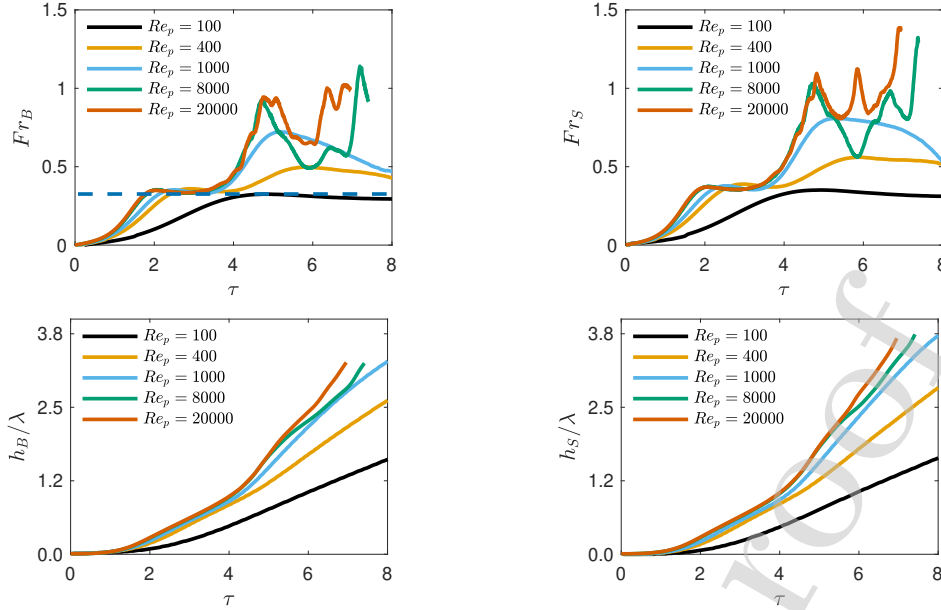 1.5
1
0.5
0
Fr_B
Re_p = 100
Re_p = 400
Re_p = 1000
Re_p = 8000
Re_p = 20000
0 2 4 6 8
τ
1.5
1
0.5
0
Fr_S
Re_p = 100
Re_p = 400
Re_p = 1000
Re_p = 8000
Re_p = 20000
0 2 4 6 8
τ
3.8
2.5
1.2
0.0
h_B/λ
Re_p = 100
Re_p = 400
Re_p = 1000
Re_p = 8000
Re_p = 20000
0 2 4 6 8
τ
3.8
2.5
1.2
0.0
h_S/λ
Re_p = 100
Re_p = 400
Re_p = 1000
Re_p = 8000
Re_p = 20000
0 2 4 6 8
τ
roof